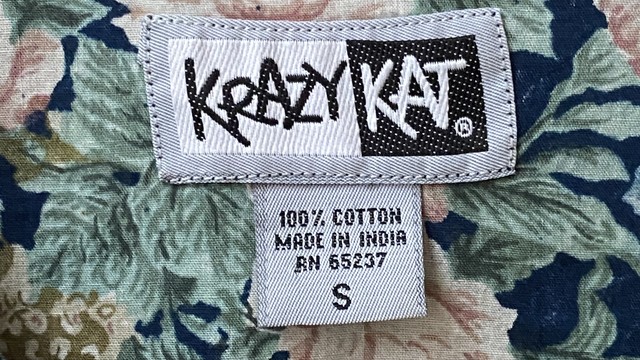 KRAZY KAT®
100% COTTON
MADE IN INDIA
RN 65237
S